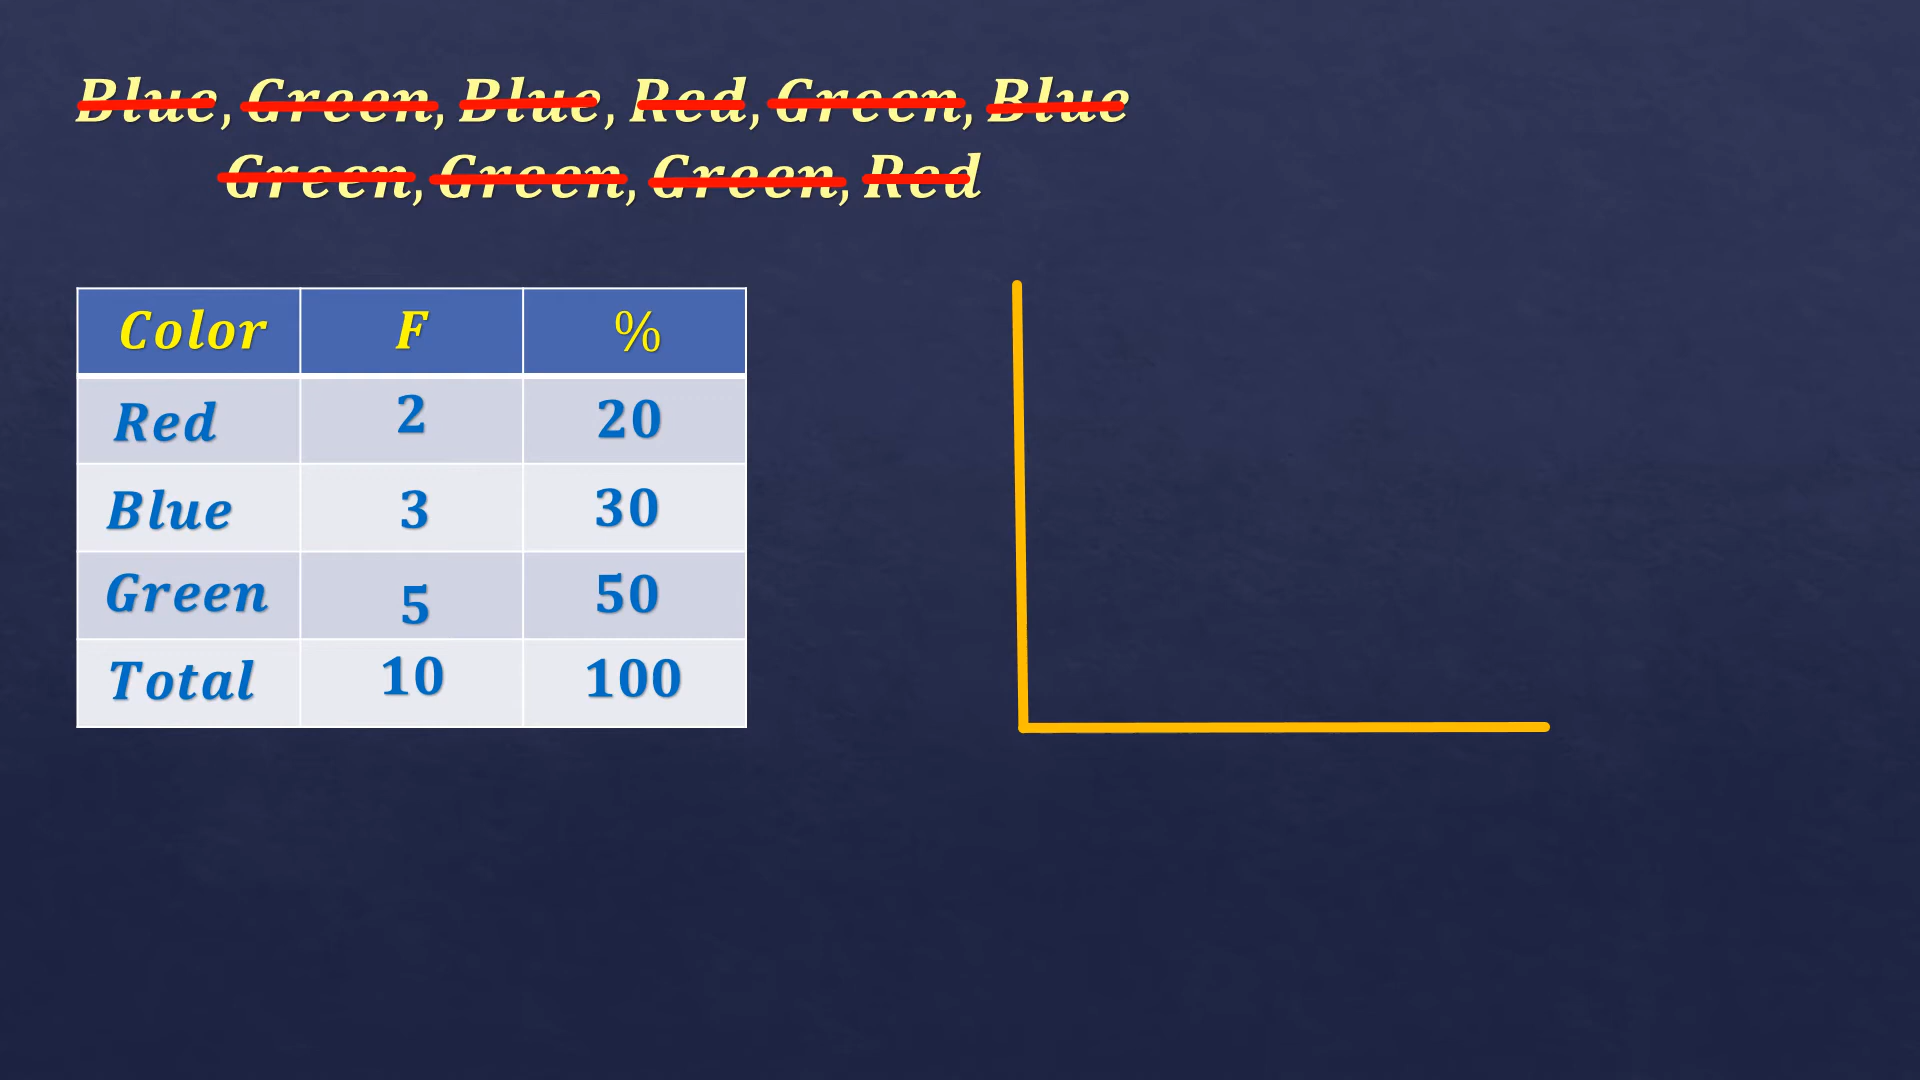 Blue, Green, Blue, Red, Green, Blue
Green, Green, Green, Red
Color F %
Red 2 20
Blue 3 30
Green 5 50
Total 10 100